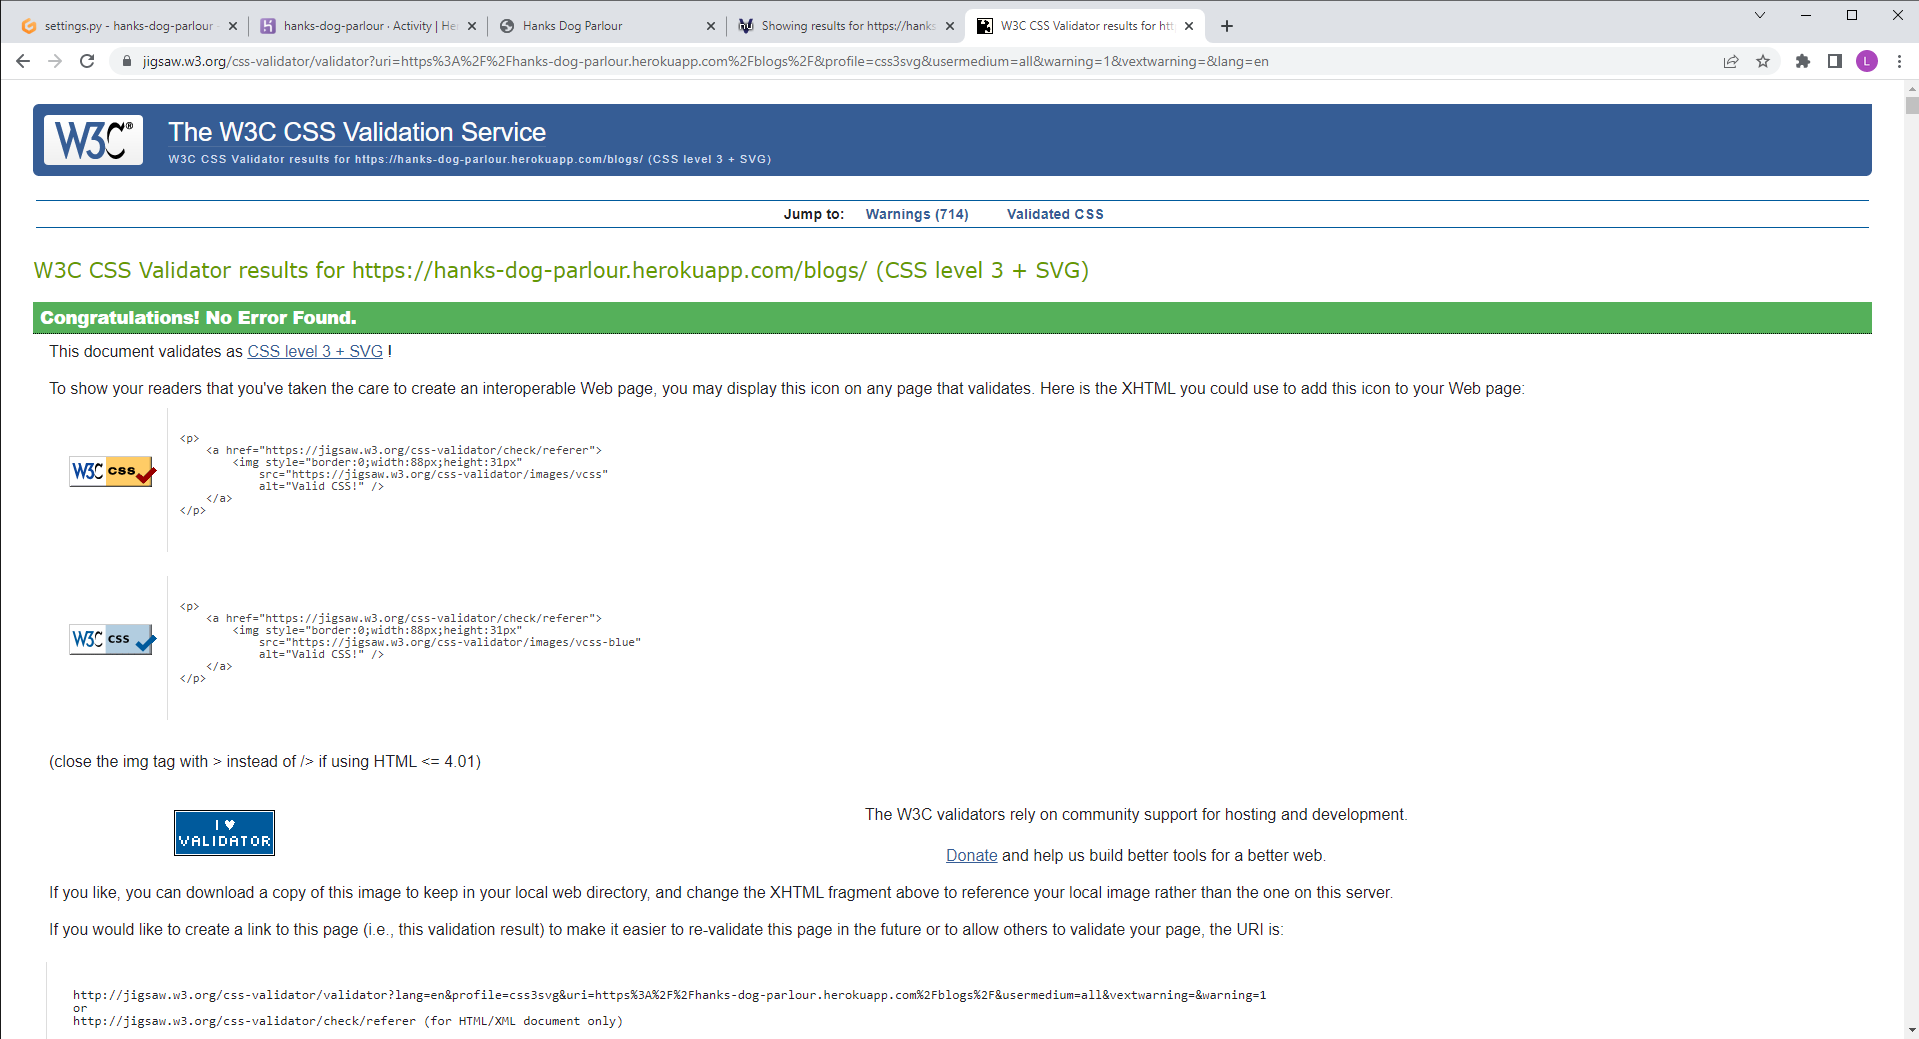 settings.py - hanks-dog-parlour
hanks-dog-parlour · Activity | He
Hanks Dog Parlour
Showing results for https://hanks
W3C CSS Validator results for htt
jigsaw.w3.org/css-validator/validator?uri=https%3A%2F%2Fhanks-dog-parlour.herokuapp.com%2Fblogs%2F&profile=css3svg&usermedium=all&warning=1&vextwarning=&lang=en
L
W3C®
The W3C CSS Validation Service
W3C CSS Validator results for https://hanks-dog-parlour.herokuapp.com/blogs/ (CSS level 3 + SVG)
Jump to: Warnings (714) Validated CSS
W3C CSS Validator results for https://hanks-dog-parlour.herokuapp.com/blogs/ (CSS level 3 + SVG)
Congratulations! No Error Found.
This document validates as CSS level 3 + SVG !
To show your readers that you've taken the care to create an interoperable Web page, you may display this icon on any page that validates. Here is the XHTML you could use to add this icon to your Web page:
W3C css
<p>
<a href="https://jigsaw.w3.org/css-validator/check/referer">
<img style="border:0;width:88px;height:31px"
src="https://jigsaw.w3.org/css-validator/images/vcss"
alt="Valid CSS!" />
</a>
</p>
W3C css
<p>
<a href="https://jigsaw.w3.org/css-validator/check/referer">
<img style="border:0;width:88px;height:31px"
src="https://jigsaw.w3.org/css-validator/images/vcss-blue"
alt="Valid CSS!" />
</a>
</p>
(close the img tag with > instead of /> if using HTML <= 4.01)
I ♥
VALIDATOR
The W3C validators rely on community support for hosting and development.
Donate and help us build better tools for a better web.
If you like, you can download a copy of this image to keep in your local web directory, and change the XHTML fragment above to reference your local image rather than the one on this server.
If you would like to create a link to this page (i.e., this validation result) to make it easier to re-validate this page in the future or to allow others to validate your page, the URI is:
http://jigsaw.w3.org/css-validator/validator?lang=en&profile=css3svg&uri=https%3A%2F%2Fhanks-dog-parlour.herokuapp.com%2Fblogs%2F&usermedium=all&vextwarning=&warning=1
or
http://jigsaw.w3.org/css-validator/check/referer (for HTML/XML document only)